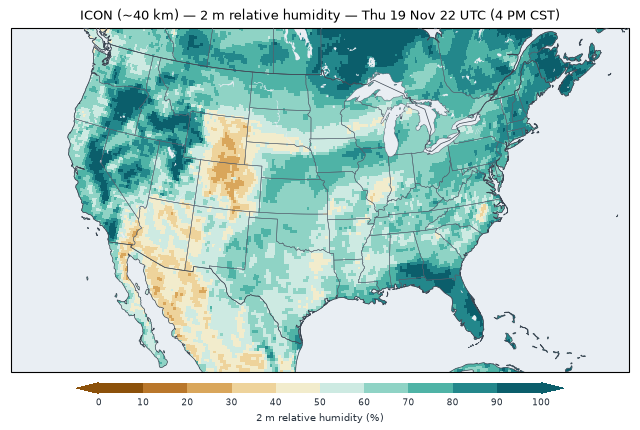 ICON (~40 km) — 2 m relative humidity — Thu 19 Nov 22 UTC (4 PM CST)
0 10 20 30 40 50 60 70 80 90 100
2 m relative humidity (%)